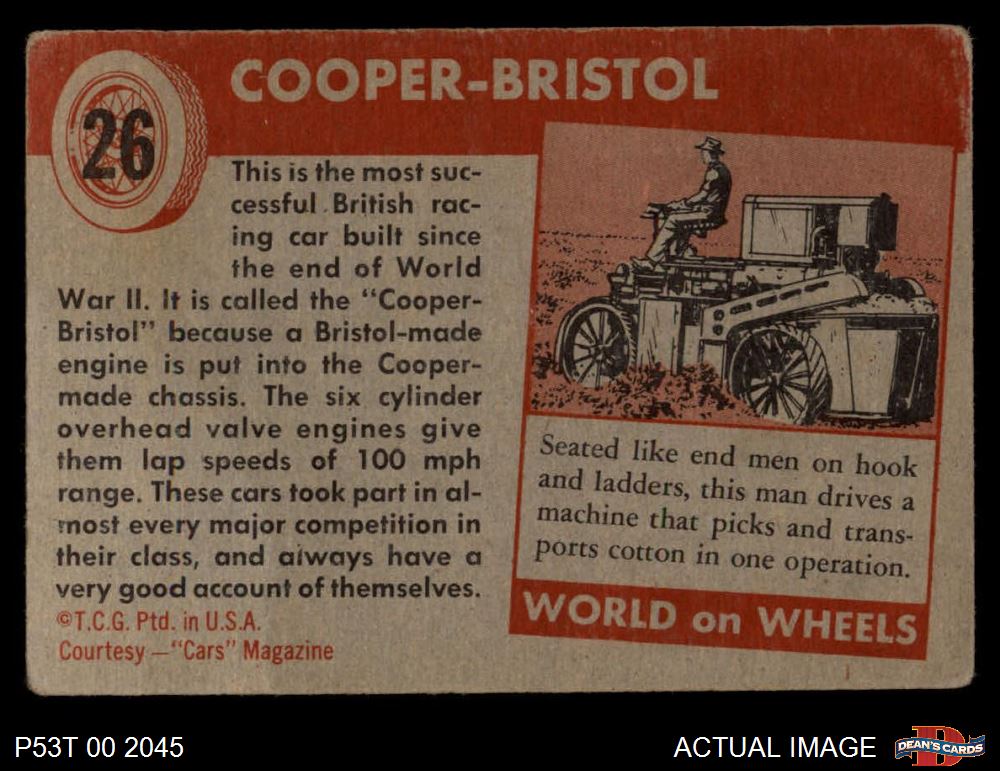 26
COOPER-BRISTOL
This is the most suc-
cessful British rac-
ing car built since
the end of World
War II. It is called the "Cooper-
Bristol" because a Bristol-made
engine is put into the Cooper-
made chassis. The six cylinder
overhead valve engines give
them lap speeds of 100 mph
range. These cars took part in al-
most every major competition in
their class, and always have a
very good account of themselves.
©T.C.G. Ptd. in U.S.A.
Courtesy—"Cars" Magazine
Seated like end men on hook
and ladders, this man drives a
machine that picks and trans-
ports cotton in one operation.
WORLD on WHEELS
P53T 00 2045
ACTUAL IMAGE
DEAN'S CARDS